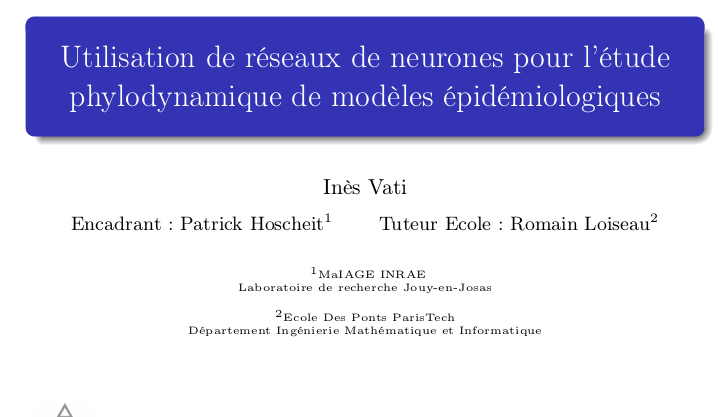 Utilisation de réseaux de neurones pour l'étude
phylodynamique de modèles épidémiologiques
Inès Vati
Encadrant : Patrick Hoscheit¹ Tuteur Ecole : Romain Loiseau²
¹MaIAGE INRAE
Laboratoire de recherche Jouy-en-Josas
²Ecole Des Ponts ParisTech
Département Ingénierie Mathématique et Informatique